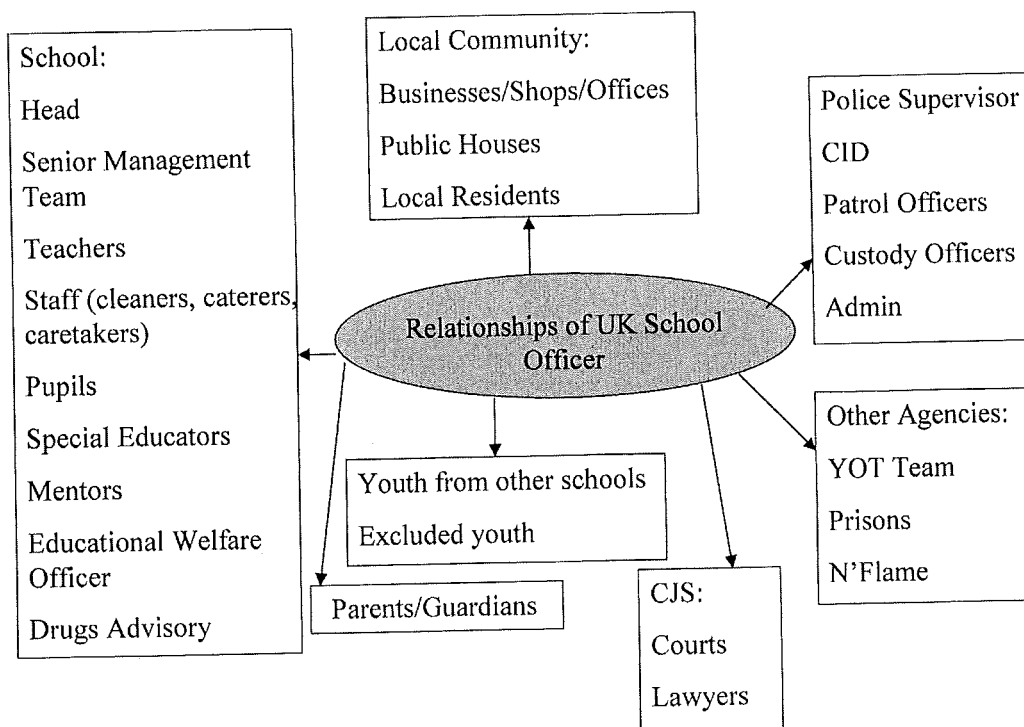 School:
Head
Senior Management
Team
Teachers
Staff (cleaners, caterers,
caretakers)
Pupils
Special Educators
Mentors
Educational Welfare
Officer
Drugs Advisory
Local Community:
Businesses/Shops/Offices
Public Houses
Local Residents
Police Supervisor
CID
Patrol Officers
Custody Officers
Admin
Relationships of UK School
Officer
Youth from other schools
Excluded youth
Parents/Guardians
CJS:
Courts
Lawyers
Other Agencies:
YOT Team
Prisons
N'Flame